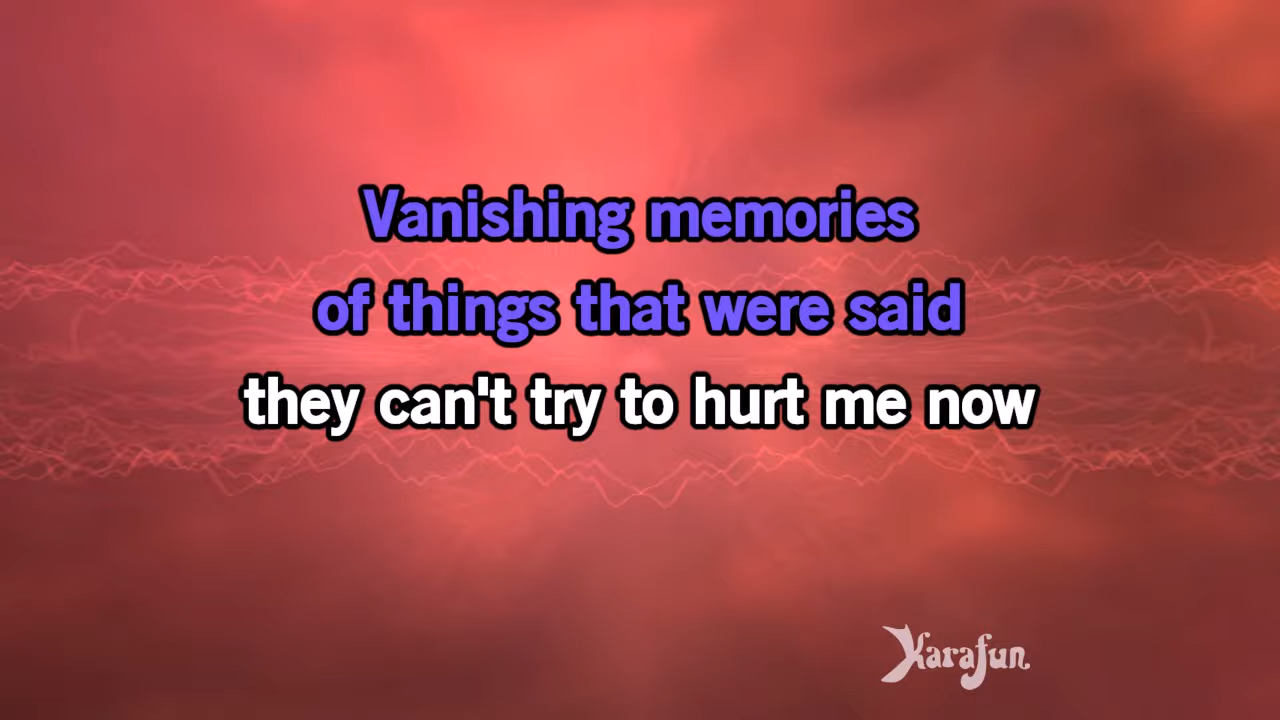 Vanishing memories
of things that were said
they can't try to hurt me now
Karafun